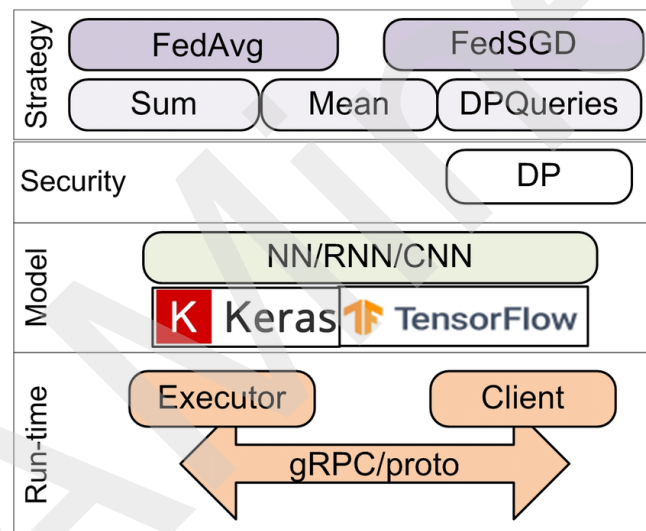 Strategy
FedAvg
FedSGD
Sum
Mean
DPQueries
Security
DP
Model
NN/RNN/CNN
K Keras
TensorFlow
Run-time
Executor
Client
gRPC/proto